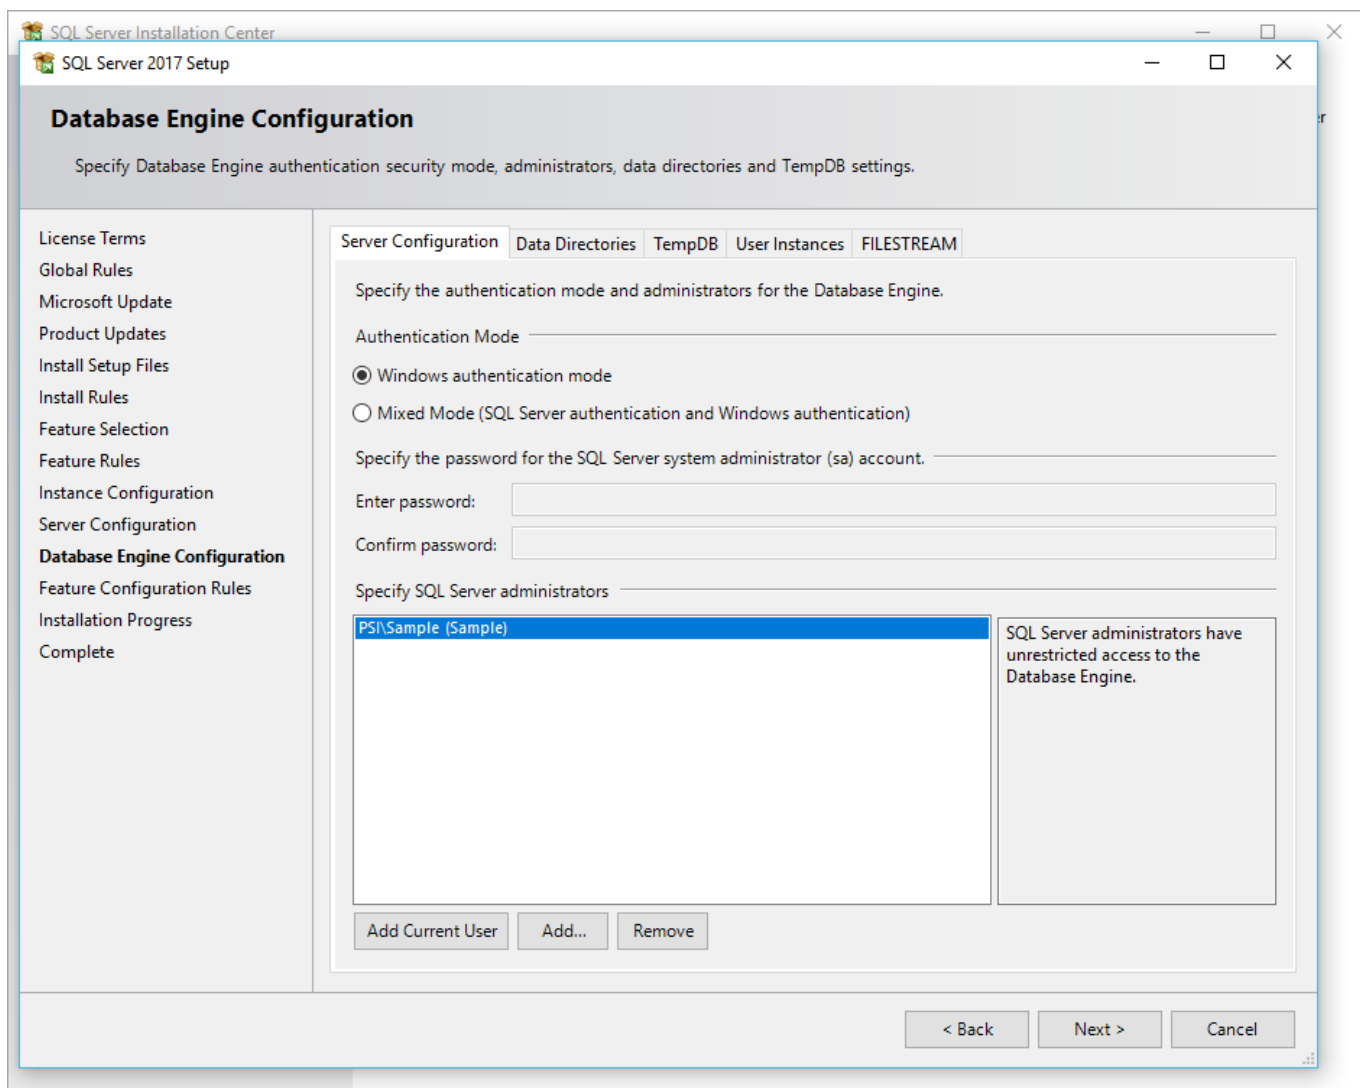 SQL Server Installation Center
SQL Server 2017 Setup
Database Engine Configuration
Specify Database Engine authentication security mode, administrators, data directories and TempDB settings.
License Terms
Global Rules
Microsoft Update
Product Updates
Install Setup Files
Install Rules
Feature Selection
Feature Rules
Instance Configuration
Server Configuration
Database Engine Configuration
Feature Configuration Rules
Installation Progress
Complete
Server Configuration Data Directories TempDB User Instances FILESTREAM
Specify the authentication mode and administrators for the Database Engine.
Authentication Mode
Windows authentication mode
Mixed Mode (SQL Server authentication and Windows authentication)
Specify the password for the SQL Server system administrator (sa) account.
Enter password:
Confirm password:
Specify SQL Server administrators
PSI\Sample (Sample)
SQL Server administrators have
unrestricted access to the
Database Engine.
Add Current User Add... Remove
< Back Next > Cancel